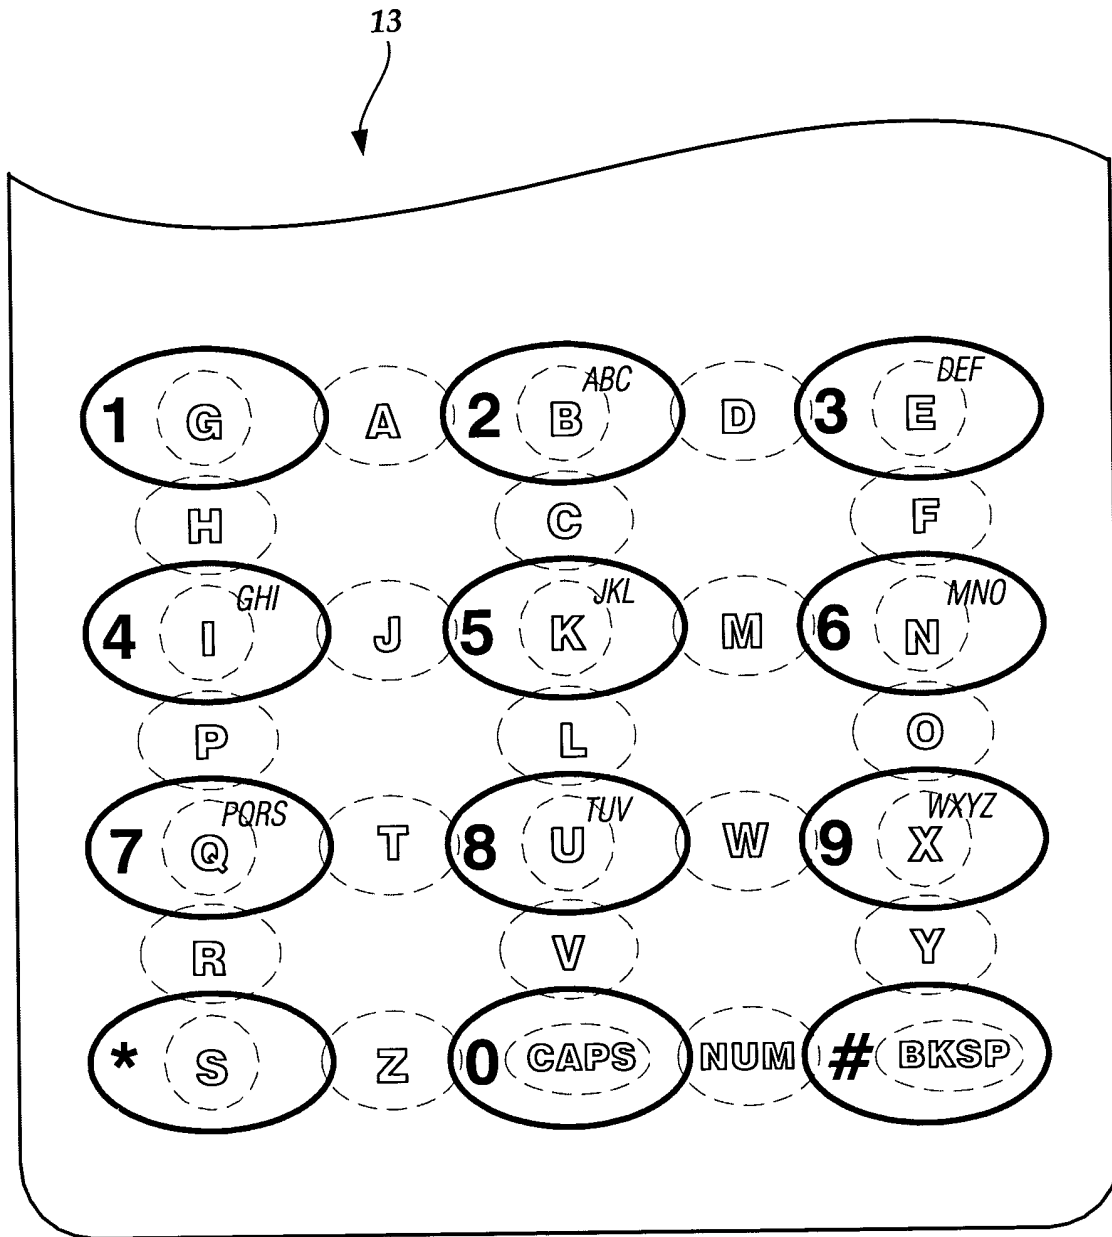 13
1 G A 2 B ABC D 3 E DEF
H C F
4 I GHI J 5 K JKL M 6 N MNO
P L O
7 Q PQRS T 8 U TUV W 9 X WXYZ
R V Y
* S Z 0 CAPS NUM # BKSP